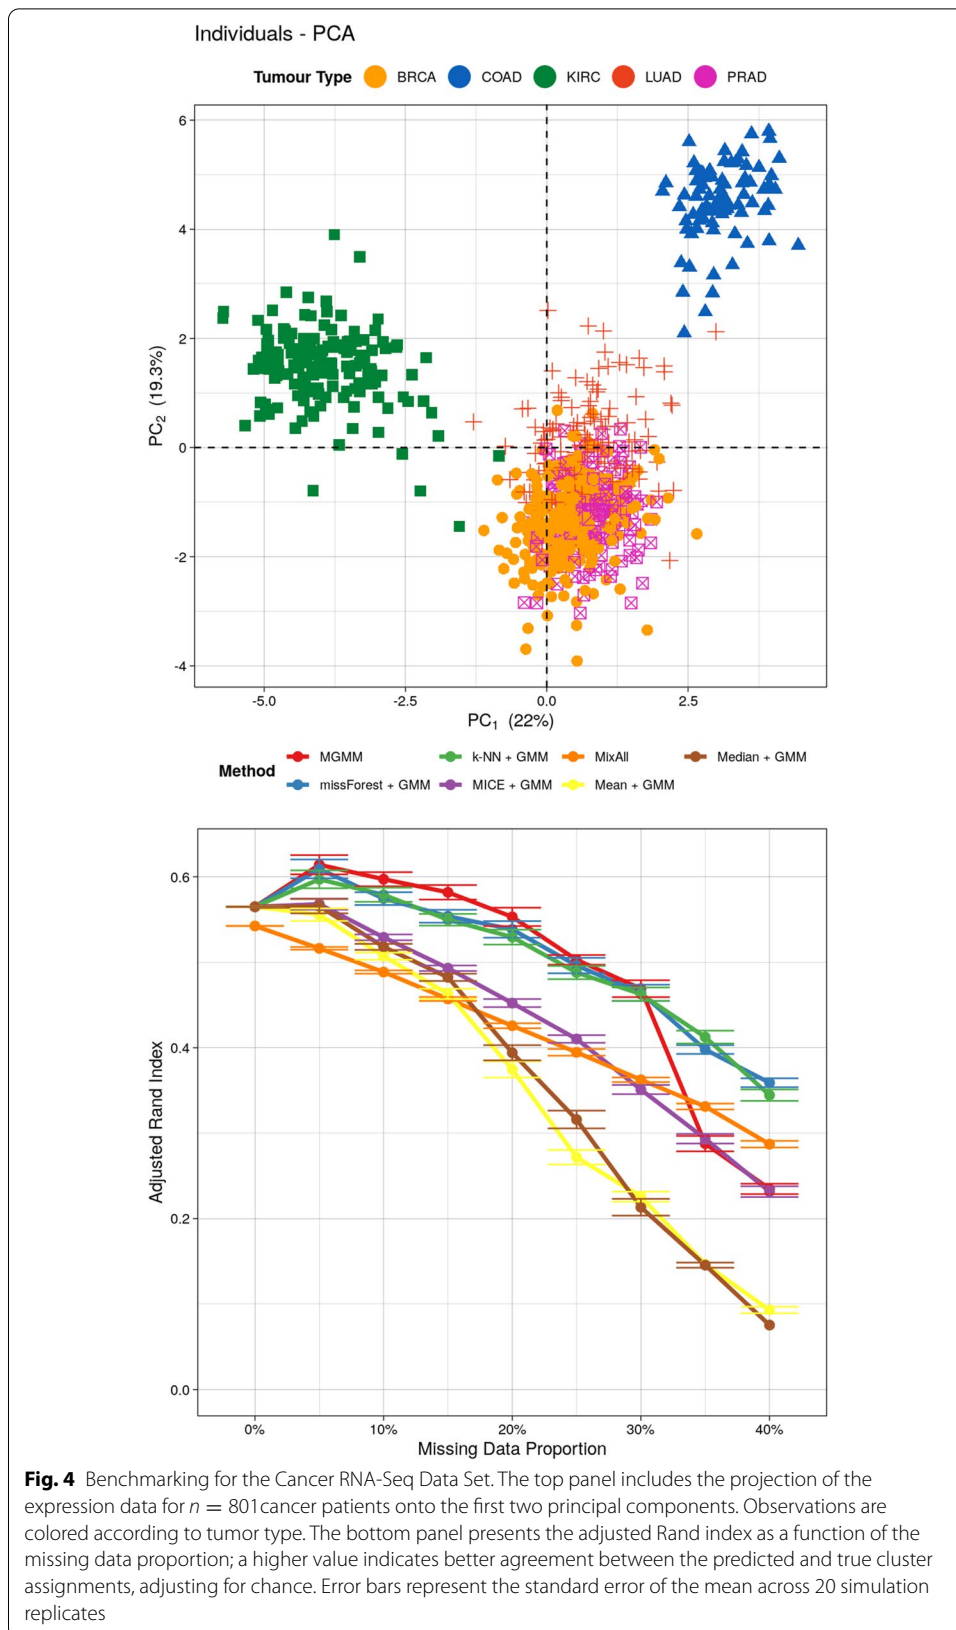 Individuals - PCA
Tumour Type BRCA COAD KIRC LUAD PRAD
6
4
2
0
-2
-4
PC2 (19.3%)
-5.0 -2.5 0.0 2.5
PC1 (22%)
Method
MGMM k-NN + GMM MixAll Median + GMM
missForest + GMM MICE + GMM Mean + GMM
0.6
0.4
0.2
0.0
Adjusted Rand Index
0% 10% 20% 30% 40%
Missing Data Proportion
Fig. 4 Benchmarking for the Cancer RNA-Seq Data Set. The top panel includes the projection of the
expression data for n = 801cancer patients onto the first two principal components. Observations are
colored according to tumor type. The bottom panel presents the adjusted Rand index as a function of the
missing data proportion; a higher value indicates better agreement between the predicted and true cluster
assignments, adjusting for chance. Error bars represent the standard error of the mean across 20 simulation
replicates